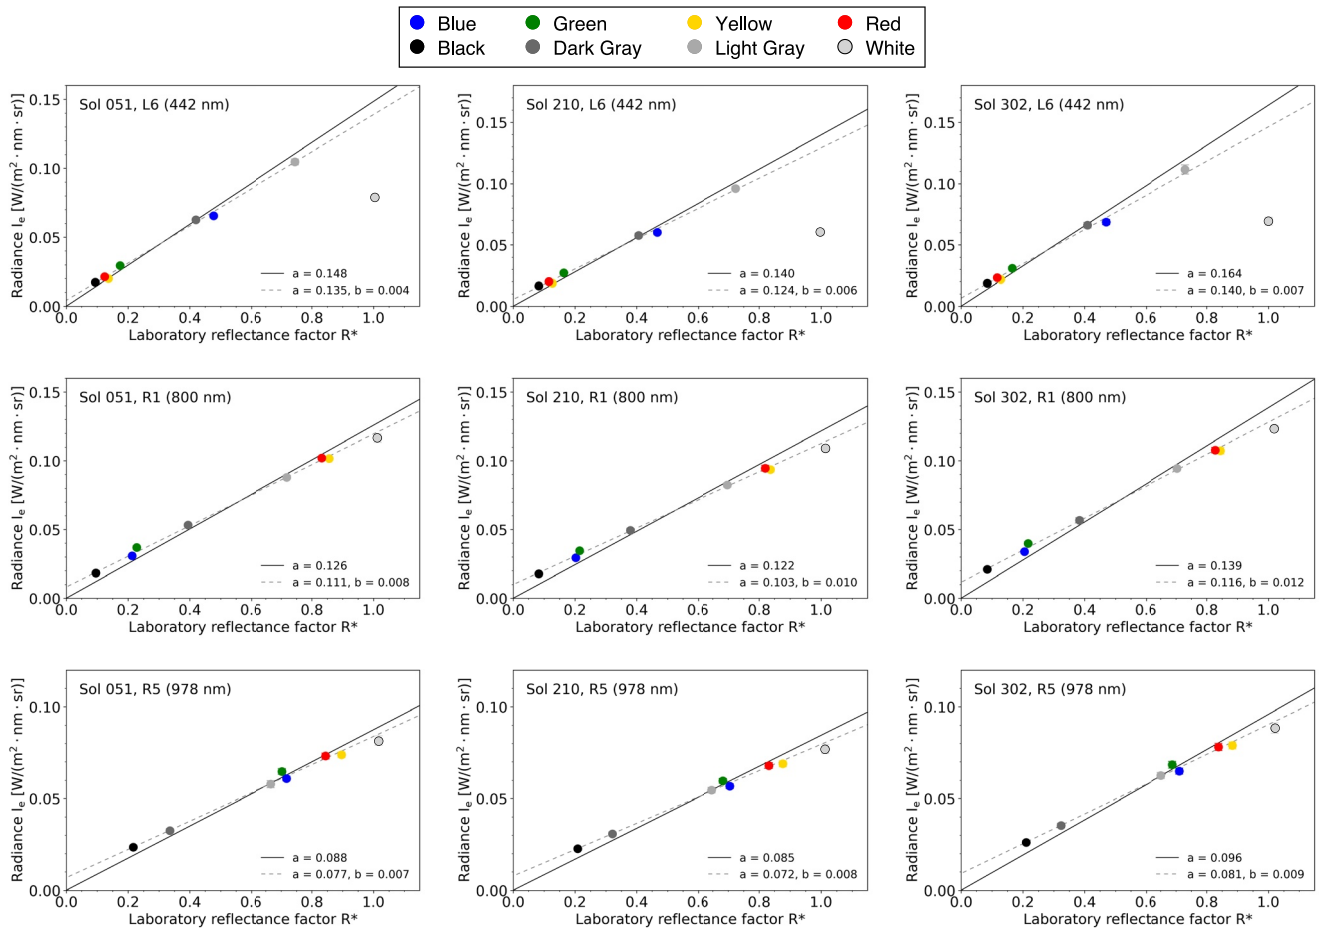 Blue Green Yellow Red
Black Dark Gray Light Gray White
Sol 051, L6 (442 nm)
Radiance Iₑ [W/(m² · nm · sr)]
0.15
0.10
0.05
0.00
a = 0.148
a = 0.135, b = 0.004
0.0 0.2 0.4 0.6 0.8 1.0
Laboratory reflectance factor R*
Sol 210, L6 (442 nm)
Radiance Iₑ [W/(m² · nm · sr)]
0.15
0.10
0.05
0.00
a = 0.140
a = 0.124, b = 0.006
0.0 0.2 0.4 0.6 0.8 1.0
Laboratory reflectance factor R*
Sol 302, L6 (442 nm)
Radiance Iₑ [W/(m² · nm · sr)]
0.15
0.10
0.05
0.00
a = 0.164
a = 0.140, b = 0.007
0.0 0.2 0.4 0.6 0.8 1.0
Laboratory reflectance factor R*
Sol 051, R1 (800 nm)
Radiance Iₑ [W/(m² · nm · sr)]
0.15
0.10
0.05
0.00
a = 0.126
a = 0.111, b = 0.008
0.0 0.2 0.4 0.6 0.8 1.0
Laboratory reflectance factor R*
Sol 210, R1 (800 nm)
Radiance Iₑ [W/(m² · nm · sr)]
0.15
0.10
0.05
0.00
a = 0.122
a = 0.103, b = 0.010
0.0 0.2 0.4 0.6 0.8 1.0
Laboratory reflectance factor R*
Sol 302, R1 (800 nm)
Radiance Iₑ [W/(m² · nm · sr)]
0.15
0.10
0.05
0.00
a = 0.139
a = 0.116, b = 0.012
0.0 0.2 0.4 0.6 0.8 1.0
Laboratory reflectance factor R*
Sol 051, R5 (978 nm)
Radiance Iₑ [W/(m² · nm · sr)]
0.10
0.05
0.00
a = 0.088
a = 0.077, b = 0.007
0.0 0.2 0.4 0.6 0.8 1.0
Laboratory reflectance factor R*
Sol 210, R5 (978 nm)
Radiance Iₑ [W/(m² · nm · sr)]
0.10
0.05
0.00
a = 0.085
a = 0.072, b = 0.008
0.0 0.2 0.4 0.6 0.8 1.0
Laboratory reflectance factor R*
Sol 302, R5 (978 nm)
Radiance Iₑ [W/(m² · nm · sr)]
0.10
0.05
0.00
a = 0.096
a = 0.081, b = 0.009
0.0 0.2 0.4 0.6 0.8 1.0
Laboratory reflectance factor R*